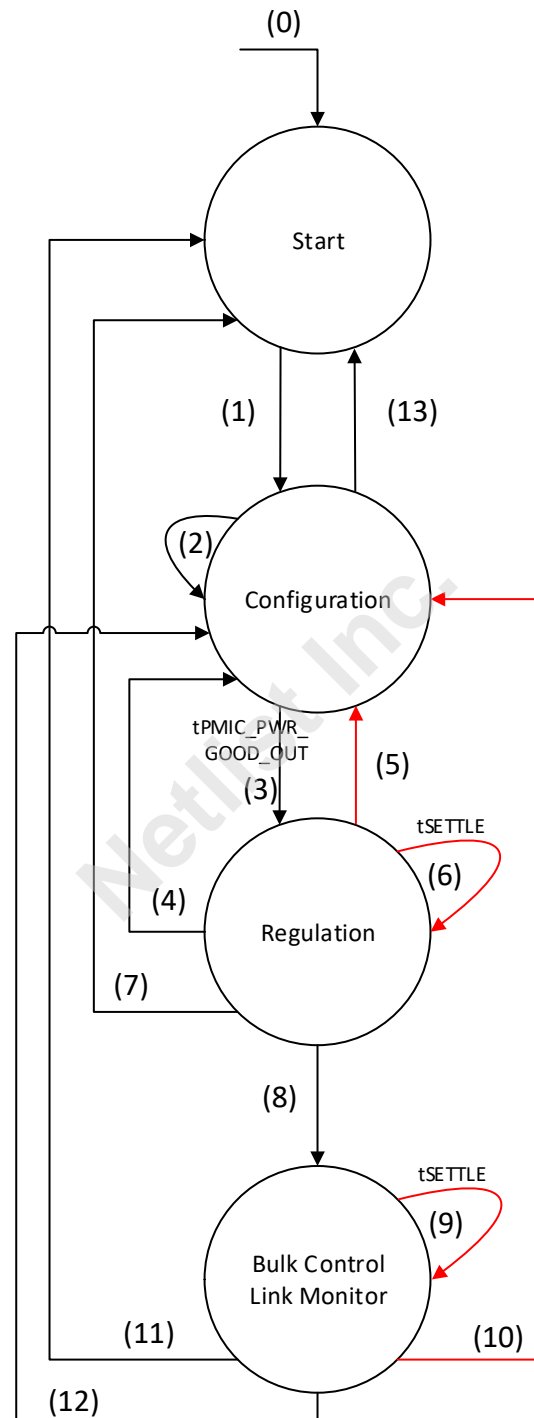 (0)
Start
(1)
(13)
(2)
Configuration
tPMIC_PWR_
GOOD_OUT
(3)
(5)
tSETTLE
(6)
(4)
Regulation
(7)
(8)
tSETTLE
(9)
Bulk Control
Link Monitor
(11)
(10)
(12)
Netlist Inc.